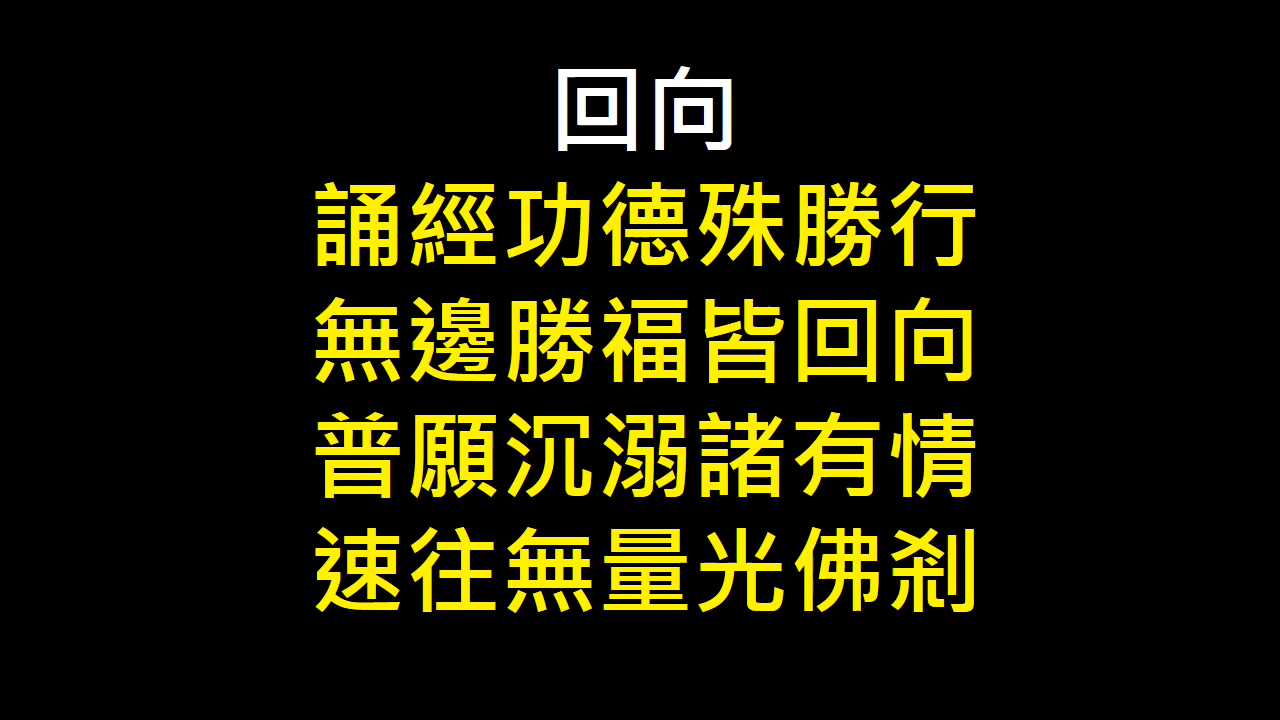 回向
誦經功德殊勝行
無邊勝福皆回向
普願沉溺諸有情
速往無量光佛剎